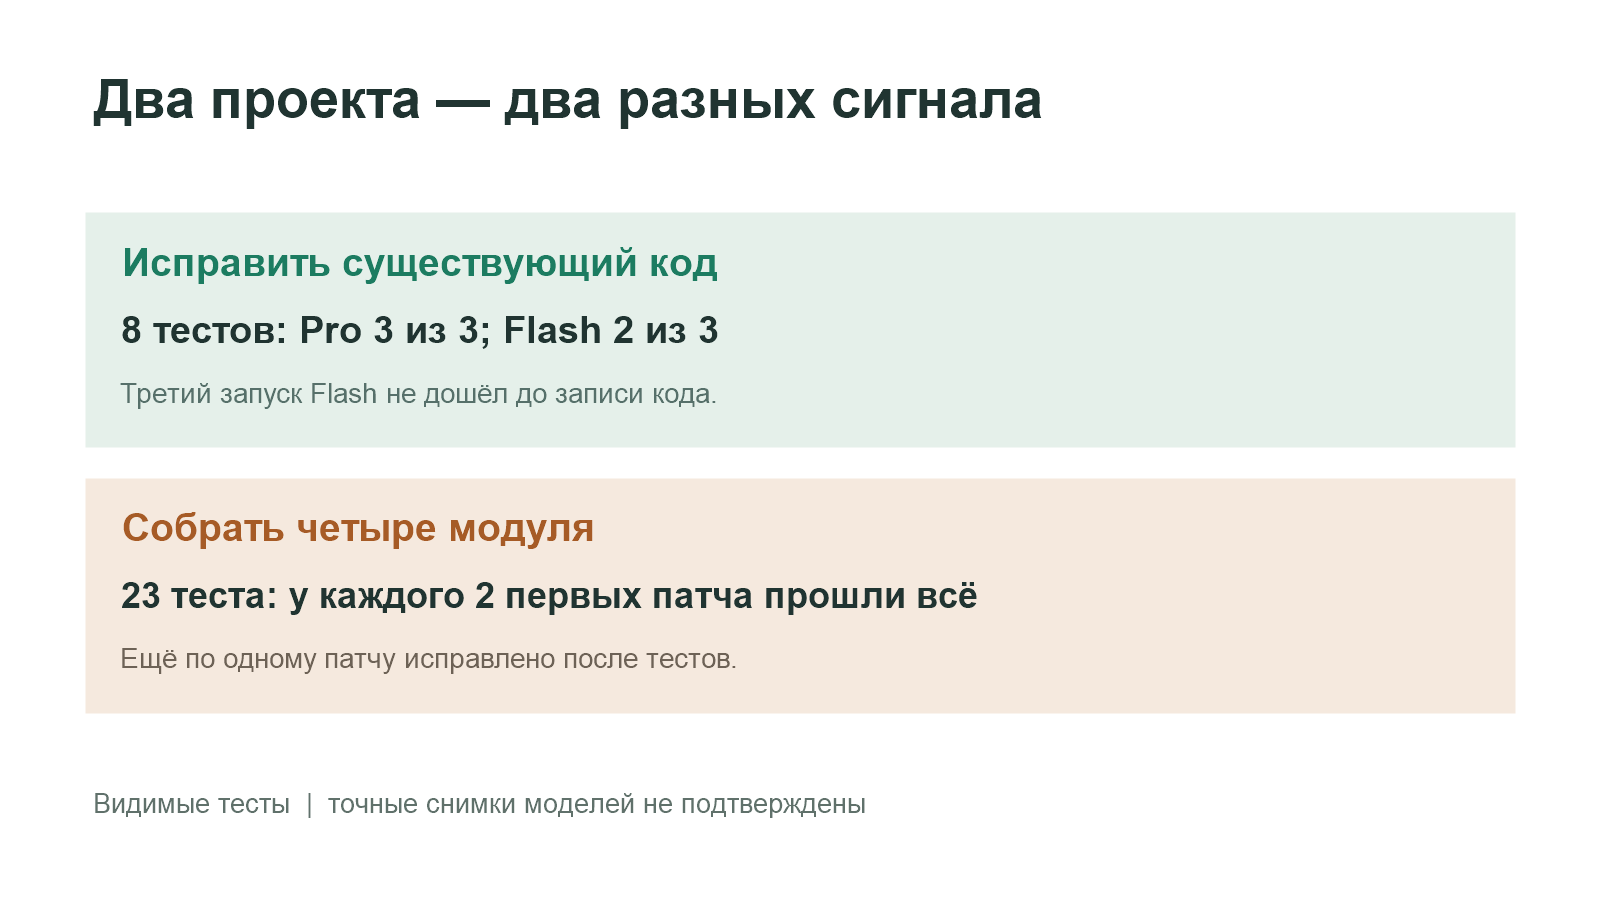 Два проекта — два разных сигнала
Исправить существующий код
8 тестов: Pro 3 из 3; Flash 2 из 3
Третий запуск Flash не дошёл до записи кода.
Собрать четыре модуля
23 теста: у каждого 2 первых патча прошли всё
Ещё по одному патчу исправлено после тестов.
Видимые тесты | точные снимки моделей не подтверждены